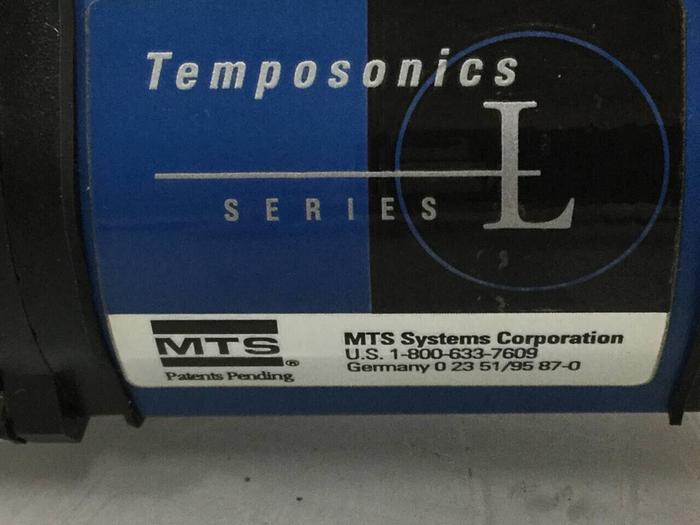 Temposonics
L
SERIES
MTS®
Patents Pending
MTS Systems Corporation
U.S. 1-800-633-7609
Germany 0 23 51/95 87-0